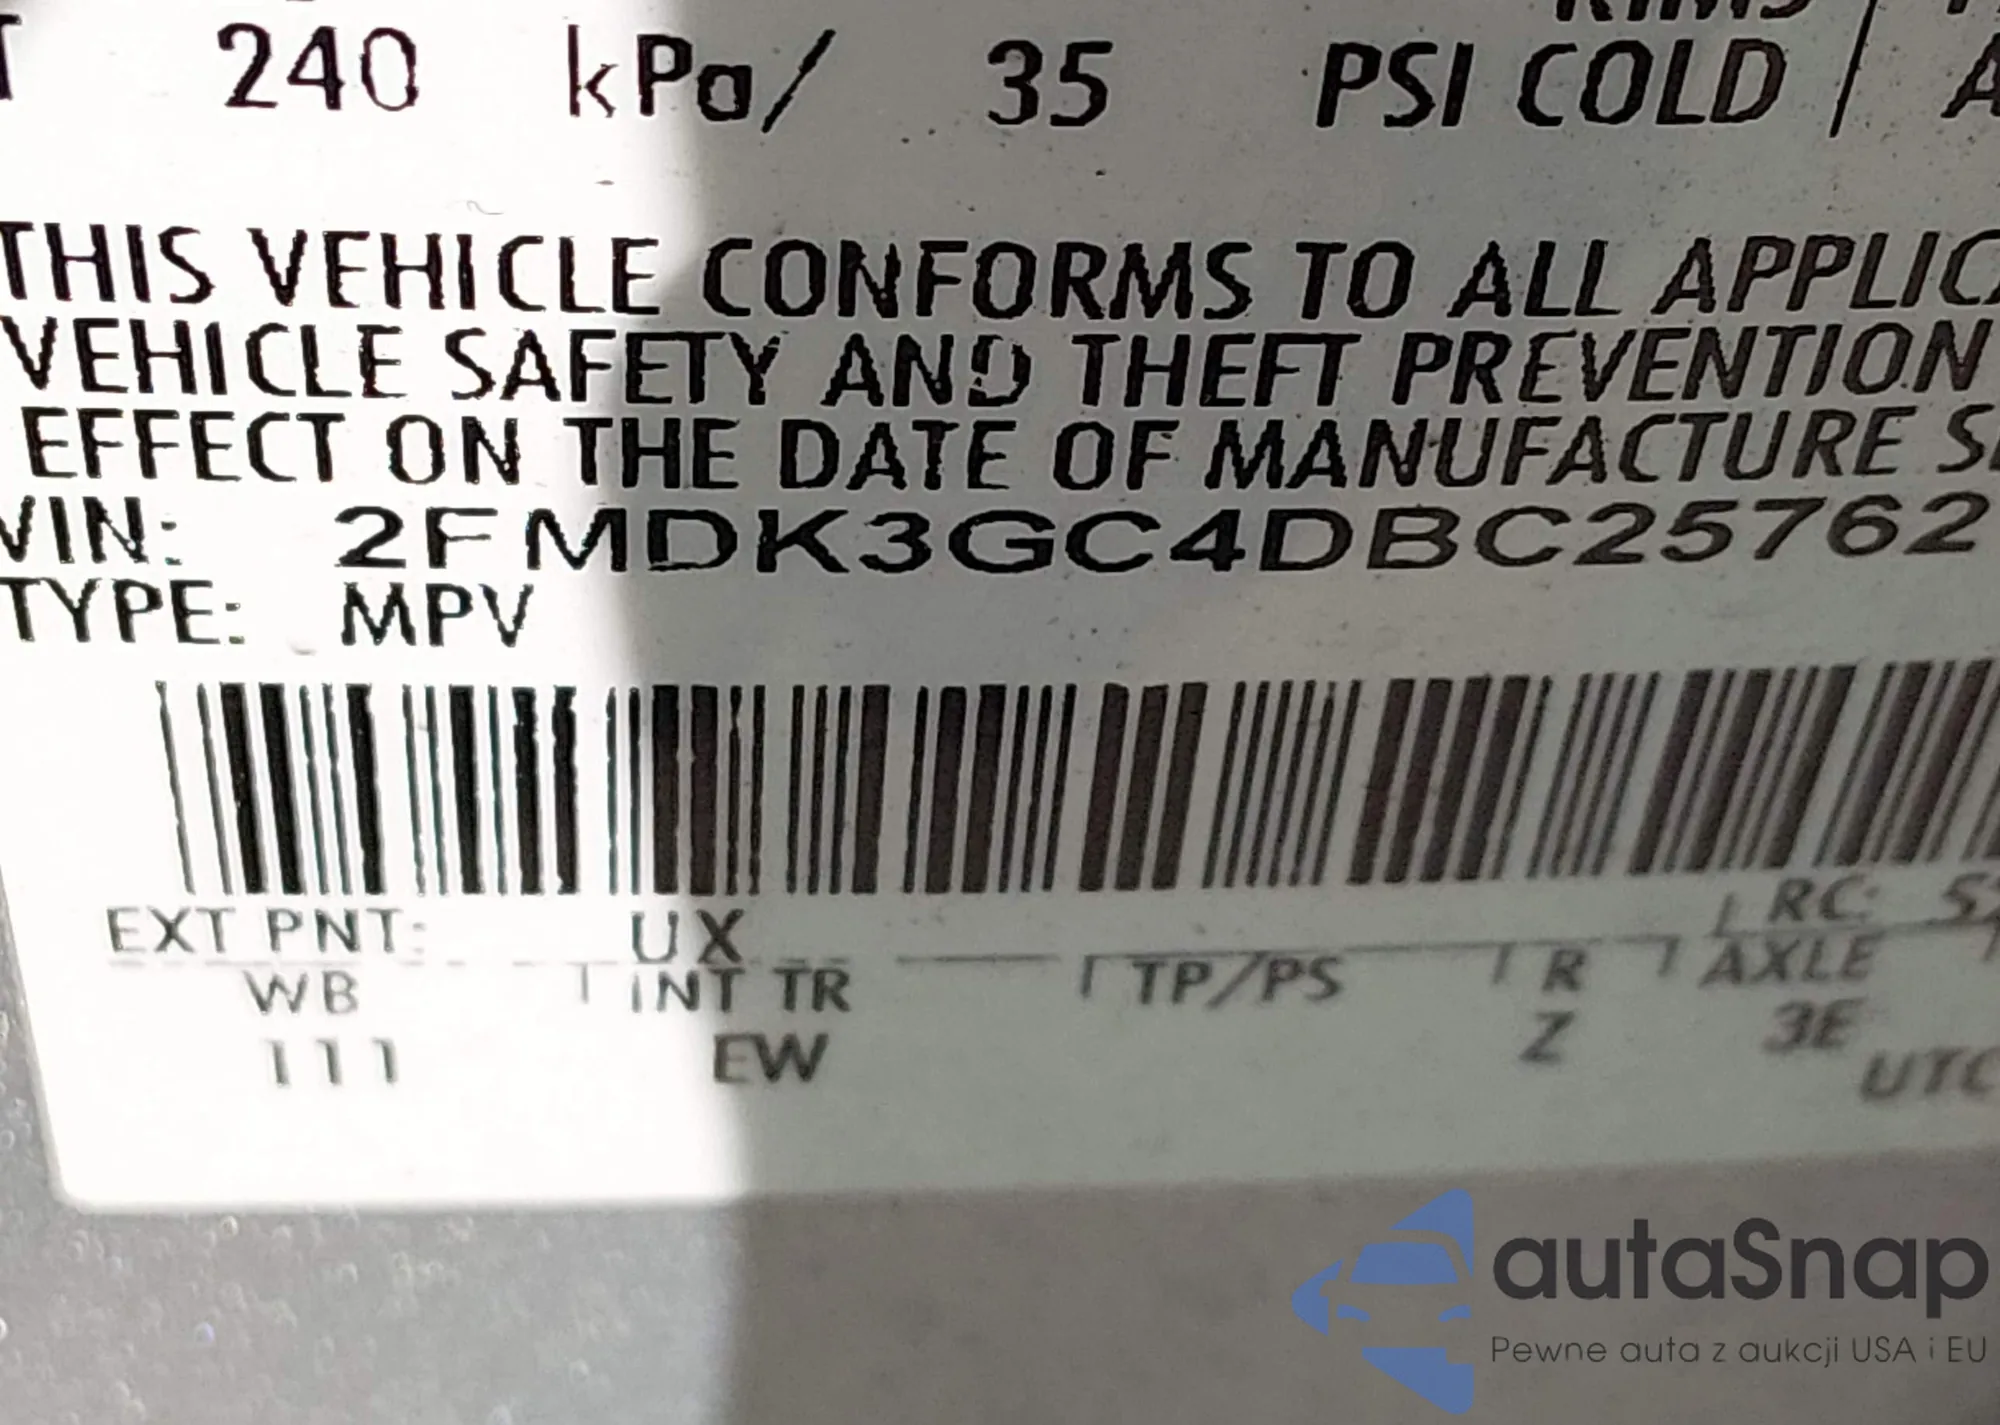 240 kPa/ 35 PSI COLD
THIS VEHICLE CONFORMS TO ALL
VEHICLE SAFETY AND THEFT PREVENTION
EFFECT ON THE DATE OF MANUFACTURE
VIN: 2FMDK3GC4DBC25762
TYPE: MPV
EXT PNT: UX RC:
WB INT TR TP/PS R AXLE
111 EW Z 3E
UTC
autaSnap
Pewne auta z aukcji USA i EU